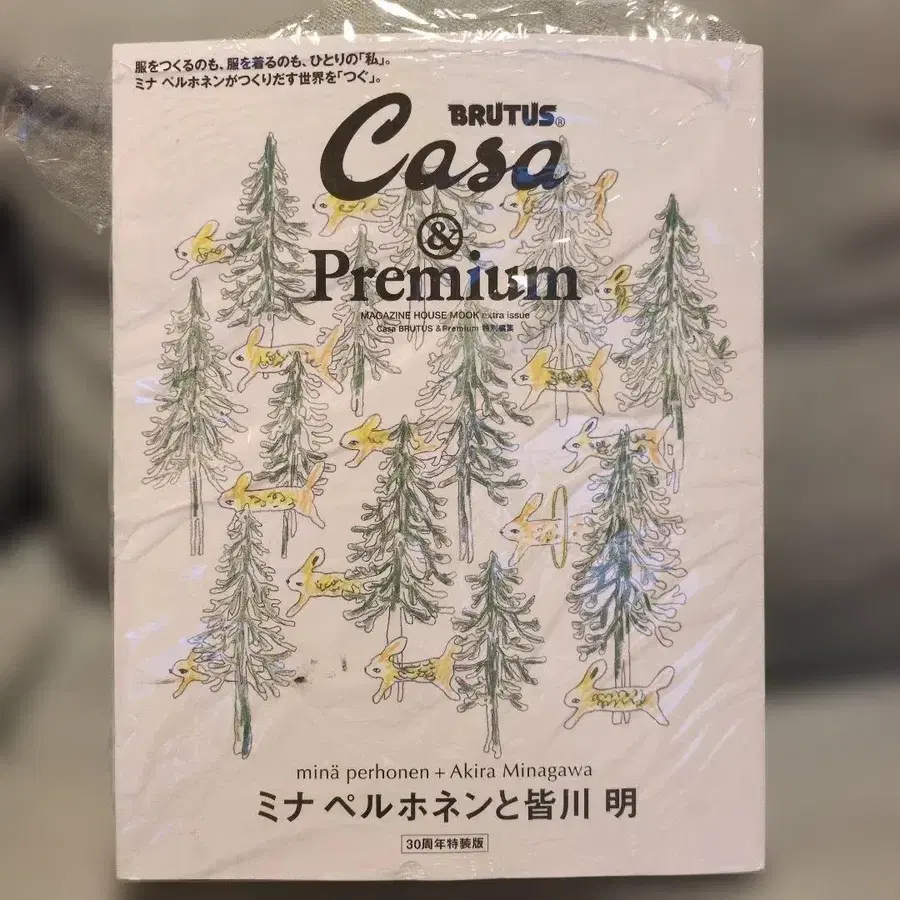 服をつくるのも、服を着るのも、ひとりの「私」。
ミナ ペルホネンがつくりだす世界を「つぐ」。
BRUTUS®
Casa
&
Premium
MAGAZINE HOUSE MOOK extra issue
Casa BRUTUS & Premium 特別編集
minä perhonen + Akira Minagawa
ミナ ペルホネンと皆川 明
30周年特装版